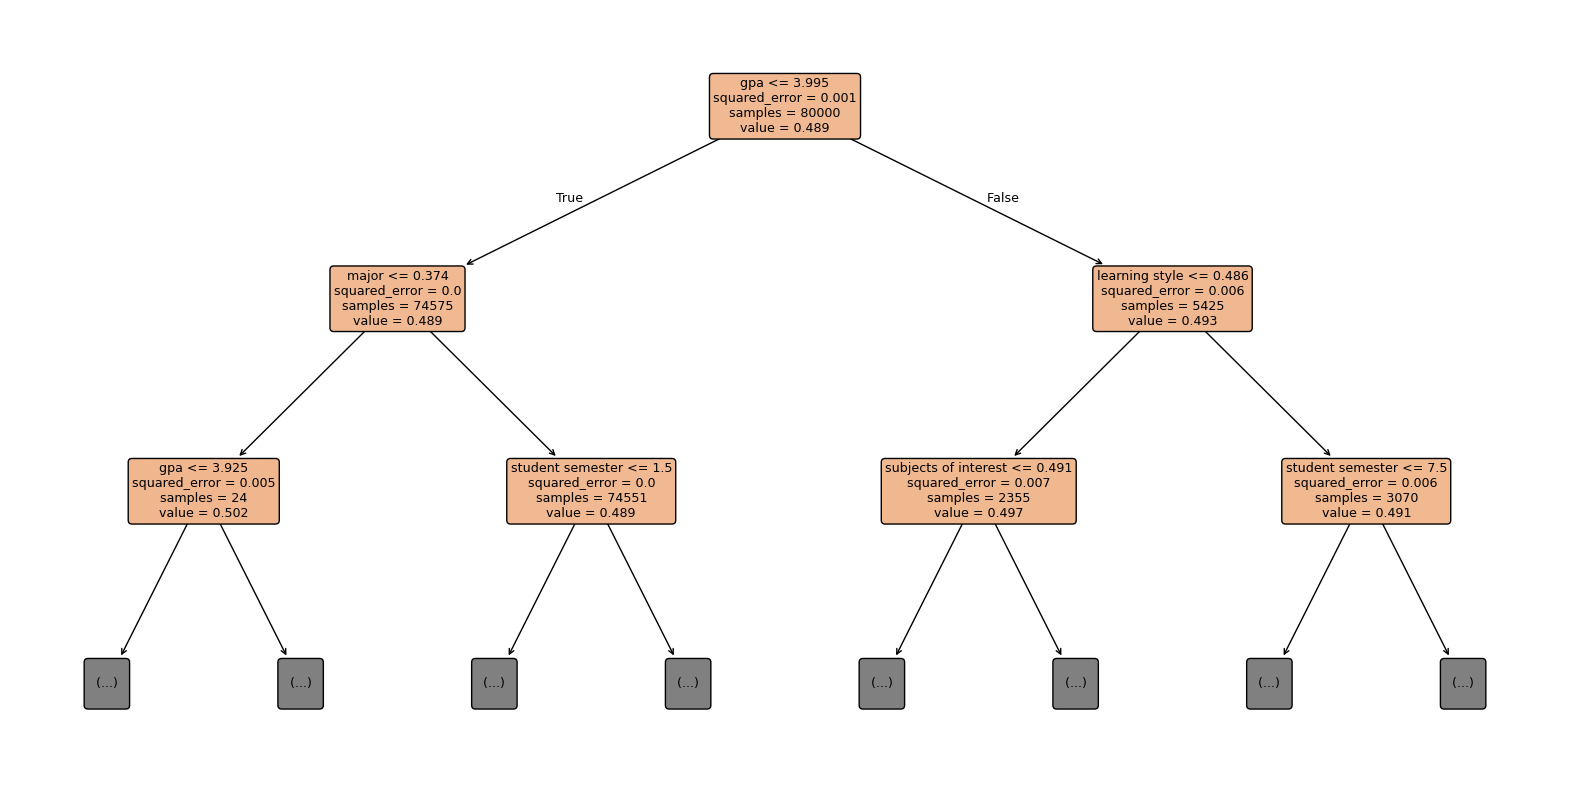 gpa <= 3.995
squared_error = 0.001
samples = 80000
value = 0.489
True
False
major <= 0.374
squared_error = 0.0
samples = 74575
value = 0.489
learning style <= 0.486
squared_error = 0.006
samples = 5425
value = 0.493
gpa <= 3.925
squared_error = 0.005
samples = 24
value = 0.502
student semester <= 1.5
squared_error = 0.0
samples = 74551
value = 0.489
subjects of interest <= 0.491
squared_error = 0.007
samples = 2355
value = 0.497
student semester <= 7.5
squared_error = 0.006
samples = 3070
value = 0.491
(...)
(...)
(...)
(...)
(...)
(...)
(...)
(...)